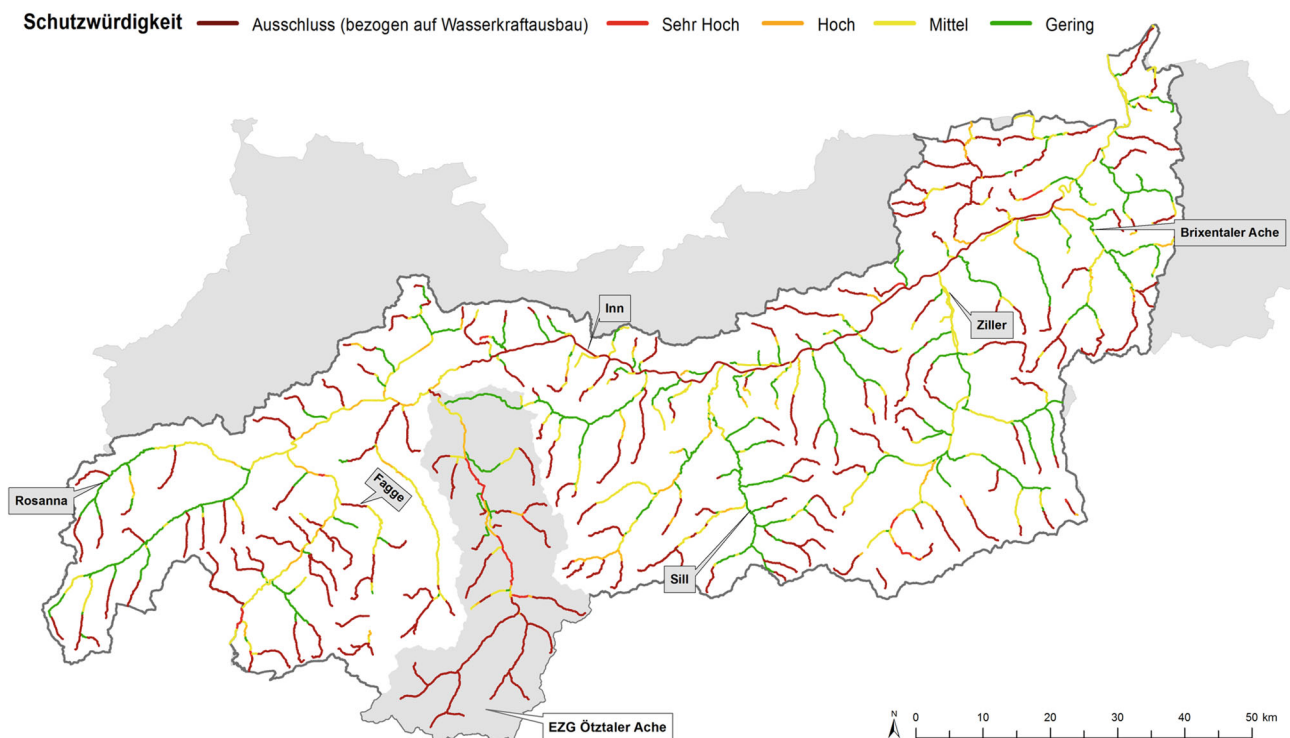 Schutzwürdigkeit Ausschluss (bezogen auf Wasserkraftausbau) Sehr Hoch Hoch Mittel Gering
Brixentaler Ache
Inn
Ziller
Fagge
Rosanna
Sill
EZG Ötztaler Ache
N
0 10 20 30 40 50 km